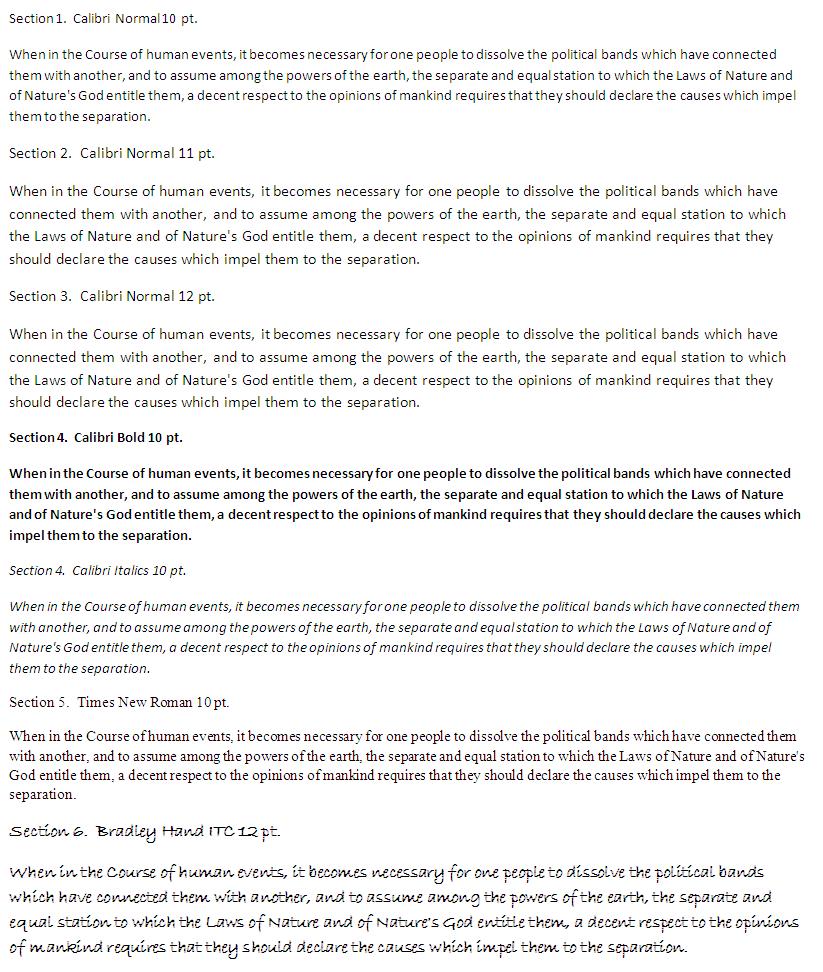 Section 1.  Calibri Normal 10 pt.
When in the Course of human events, it becomes necessary for one people to dissolve the political bands which have connected
them with another, and to assume among the powers of the earth, the separate and equal station to which the Laws of Nature and
of Nature's God entitle them, a decent respect to the opinions of mankind requires that they should declare the causes which impel
them to the separation.
Section 2.  Calibri Normal 11 pt.
When in the Course of human events, it becomes necessary for one people to dissolve the political bands which have
connected them with another, and to assume among the powers of the earth, the separate and equal station to which
the Laws of Nature and of Nature's God entitle them, a decent respect to the opinions of mankind requires that they
should declare the causes which impel them to the separation.
Section 3.  Calibri Normal 12 pt.
When in the Course of human events, it becomes necessary for one people to dissolve the political bands which have
connected them with another, and to assume among the powers of the earth, the separate and equal station to which
the Laws of Nature and of Nature's God entitle them, a decent respect to the opinions of mankind requires that they
should declare the causes which impel them to the separation.
Section 4.  Calibri Bold 10 pt.
When in the Course of human events, it becomes necessary for one people to dissolve the political bands which have connected
them with another, and to assume among the powers of the earth, the separate and equal station to which the Laws of Nature
and of Nature's God entitle them, a decent respect to the opinions of mankind requires that they should declare the causes which
impel them to the separation.
Section 4.  Calibri Italics 10 pt.
When in the Course of human events, it becomes necessary for one people to dissolve the political bands which have connected them
with another, and to assume among the powers of the earth, the separate and equal station to which the Laws of Nature and of
Nature's God entitle them, a decent respect to the opinions of mankind requires that they should declare the causes which impel
them to the separation.
Section 5.  Times New Roman 10 pt.
When in the Course of human events, it becomes necessary for one people to dissolve the political bands which have connected them
with another, and to assume among the powers of the earth, the separate and equal station to which the Laws of Nature and of Nature's
God entitle them, a decent respect to the opinions of mankind requires that they should declare the causes which impel them to the
separation.
Section 6.  Bradley Hand ITC 12 pt.
When in the Course of human events, it becomes necessary for one people to dissolve the political bands
which have connected them with another, and to assume among the powers of the earth, the separate and
equal station to which the Laws of Nature and of Nature's God entitle them, a decent respect to the opinions
of mankind requires that they should declare the causes which impel them to the separation.